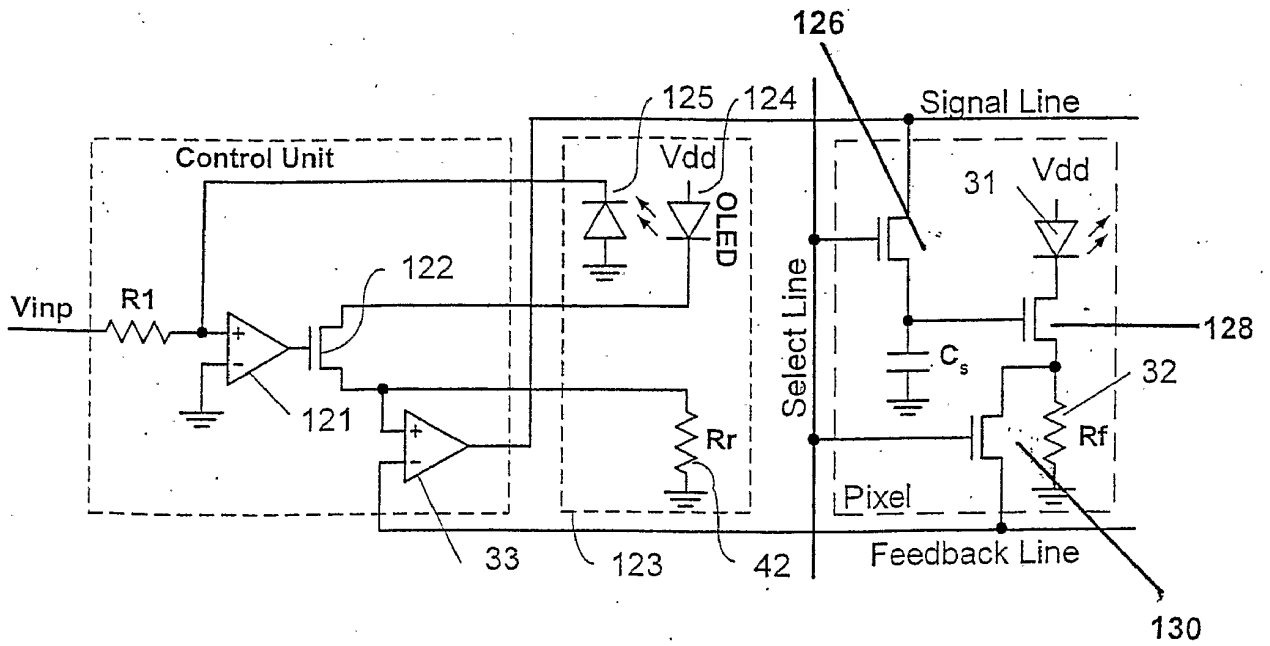 126
125
124
Signal Line
Control Unit
Vdd
31
Vdd
OLED
122
Vinp
R1
+
-
Select Line
128
Cs
32
121
+
-
Rr
Rf
Pixel
33
123
42
Feedback Line
130